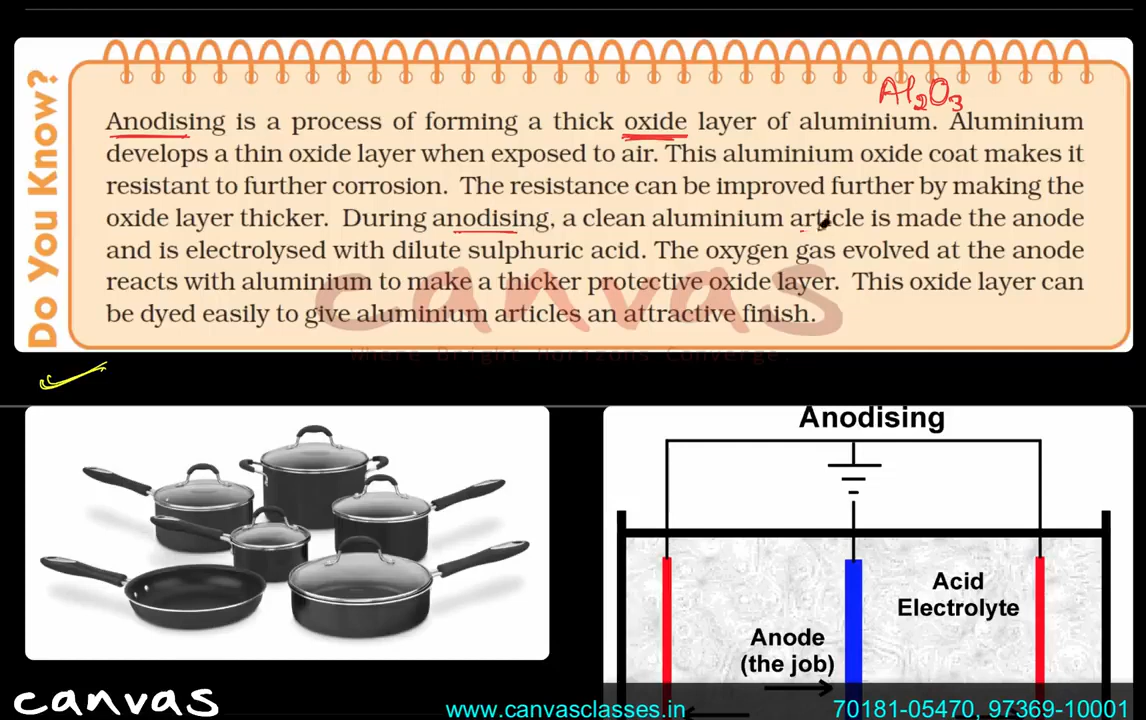 Al2O3
Do You Know?
Anodising is a process of forming a thick oxide layer of aluminium. Aluminium
develops a thin oxide layer when exposed to air. This aluminium oxide coat makes it
resistant to further corrosion. The resistance can be improved further by making the
oxide layer thicker. During anodising, a clean aluminium article is made the anode
and is electrolysed with dilute sulphuric acid. The oxygen gas evolved at the anode
reacts with aluminium to make a thicker protective oxide layer. This oxide layer can
be dyed easily to give aluminium articles an attractive finish.
canvas
Where Bright Horizons Converge
Anodising
Acid
Electrolyte
Anode
(the job)
canvas
www.canvasclasses.in
70181-05470, 97369-10001